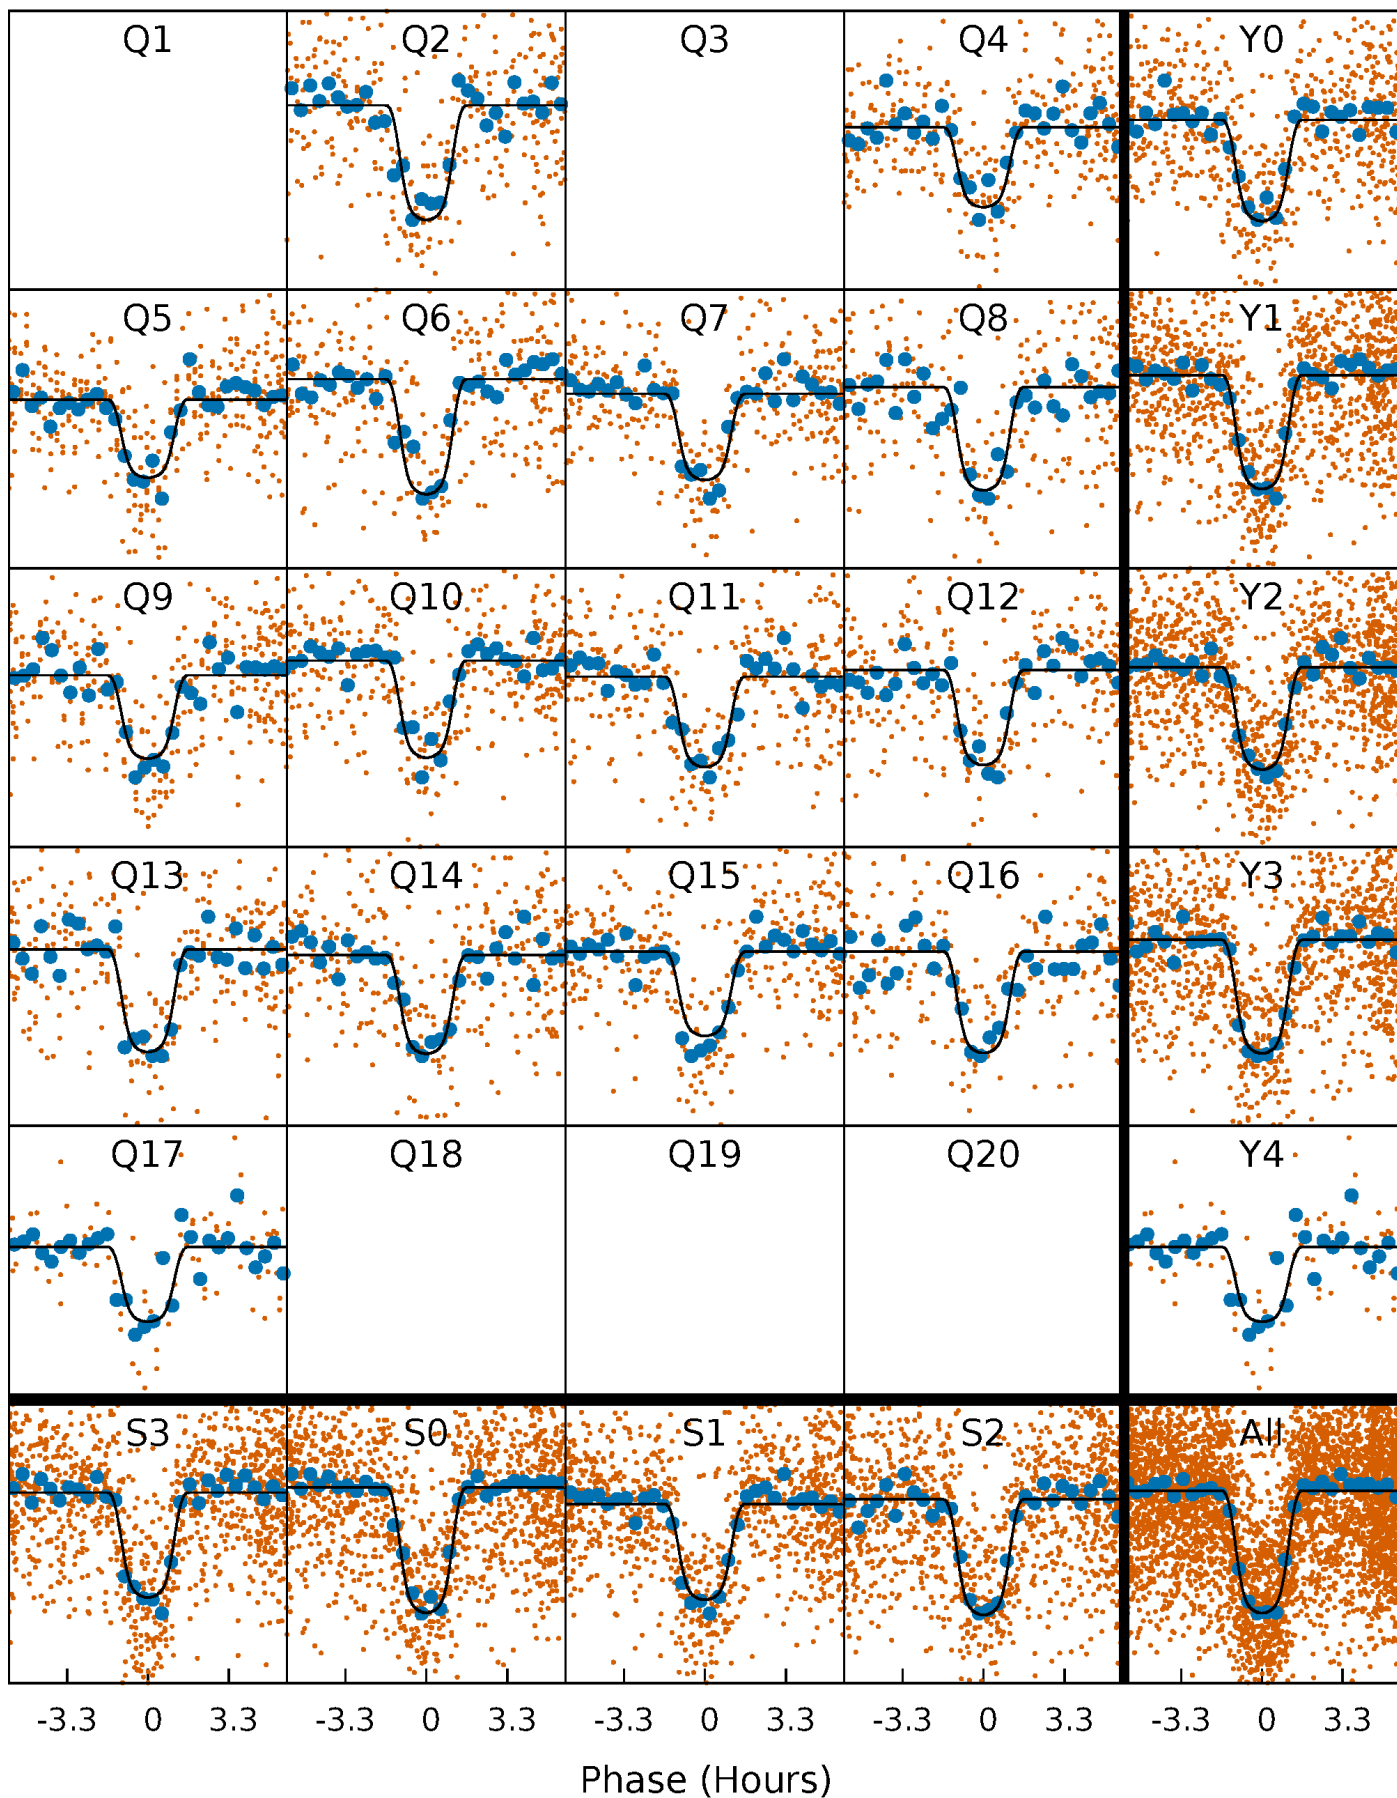 Q1 Q2 Q3 Q4 Y0
Q5 Q6 Q7 Q8 Y1
Q9 Q10 Q11 Q12 Y2
Q13 Q14 Q15 Q16 Y3
Q17 Q18 Q19 Q20 Y4
S3 S0 S1 S2 All
-3.3 0 3.3 -3.3 0 3.3 -3.3 0 3.3 -3.3 0 3.3 -3.3 0 3.3
Phase (Hours)